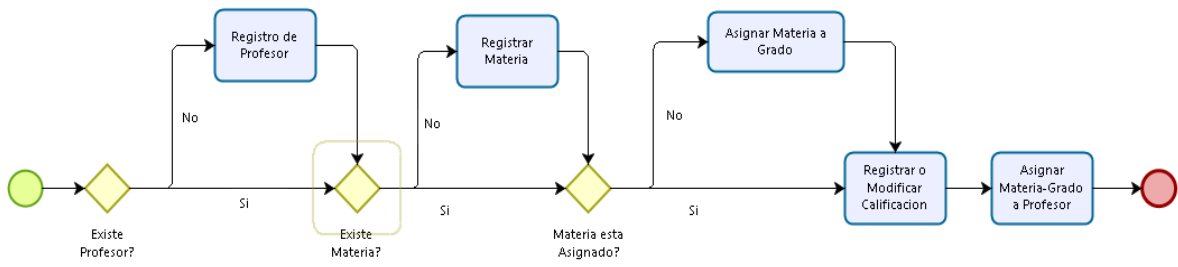 Registro de
Profesor
Registrar
Materia
Asignar Materia a
Grado
No
No
No
Si
Si
Si
Existe
Profesor?
Existe
Materia?
Materia esta
Asignado?
Registrar o
Modificar
Calificacion
Asignar
Materia-Grado
a Profesor